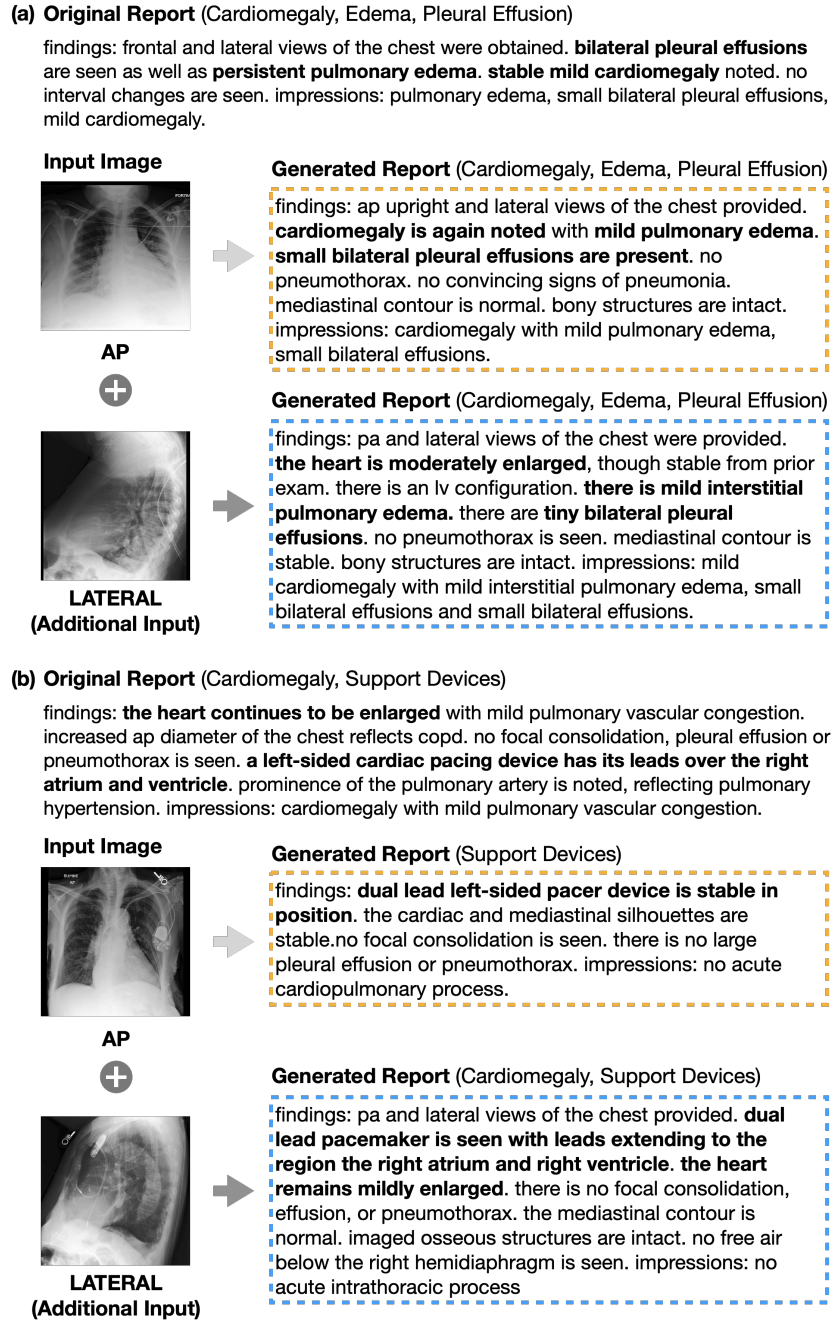 (a) Original Report (Cardiomegaly, Edema, Pleural Effusion)
findings: frontal and lateral views of the chest were obtained. bilateral pleural effusions
are seen as well as persistent pulmonary edema. stable mild cardiomegaly noted. no
interval changes are seen. impressions: pulmonary edema, small bilateral pleural effusions,
mild cardiomegaly.
Input Image
AP
LATERAL
(Additional Input)
Generated Report (Cardiomegaly, Edema, Pleural Effusion)
findings: ap upright and lateral views of the chest provided.
cardiomegaly is again noted with mild pulmonary edema.
small bilateral pleural effusions are present. no
pneumothorax. no convincing signs of pneumonia.
mediastinal contour is normal. bony structures are intact.
impressions: cardiomegaly with mild pulmonary edema,
small bilateral effusions.
Generated Report (Cardiomegaly, Edema, Pleural Effusion)
findings: pa and lateral views of the chest were provided.
the heart is moderately enlarged, though stable from prior
exam. there is an lv configuration. there is mild interstitial
pulmonary edema. there are tiny bilateral pleural
effusions. no pneumothorax is seen. mediastinal contour is
stable. bony structures are intact. impressions: mild
cardiomegaly with mild interstitial pulmonary edema, small
bilateral effusions and small bilateral effusions.
(b) Original Report (Cardiomegaly, Support Devices)
findings: the heart continues to be enlarged with mild pulmonary vascular congestion.
increased ap diameter of the chest reflects copd. no focal consolidation, pleural effusion or
pneumothorax is seen. a left-sided cardiac pacing device has its leads over the right
atrium and ventricle. prominence of the pulmonary artery is noted, reflecting pulmonary
hypertension. impressions: cardiomegaly with mild pulmonary vascular congestion.
Input Image
AP
LATERAL
(Additional Input)
Generated Report (Support Devices)
findings: dual lead left-sided pacer device is stable in
position. the cardiac and mediastinal silhouettes are
stable.no focal consolidation is seen. there is no large
pleural effusion or pneumothorax. impressions: no acute
cardiopulmonary process.
Generated Report (Cardiomegaly, Support Devices)
findings: pa and lateral views of the chest provided. dual
lead pacemaker is seen with leads extending to the
region the right atrium and right ventricle. the heart
remains mildly enlarged. there is no focal consolidation,
effusion, or pneumothorax. the mediastinal contour is
normal. imaged osseous structures are intact. no free air
below the right hemidiaphragm is seen. impressions: no
acute intrathoracic process